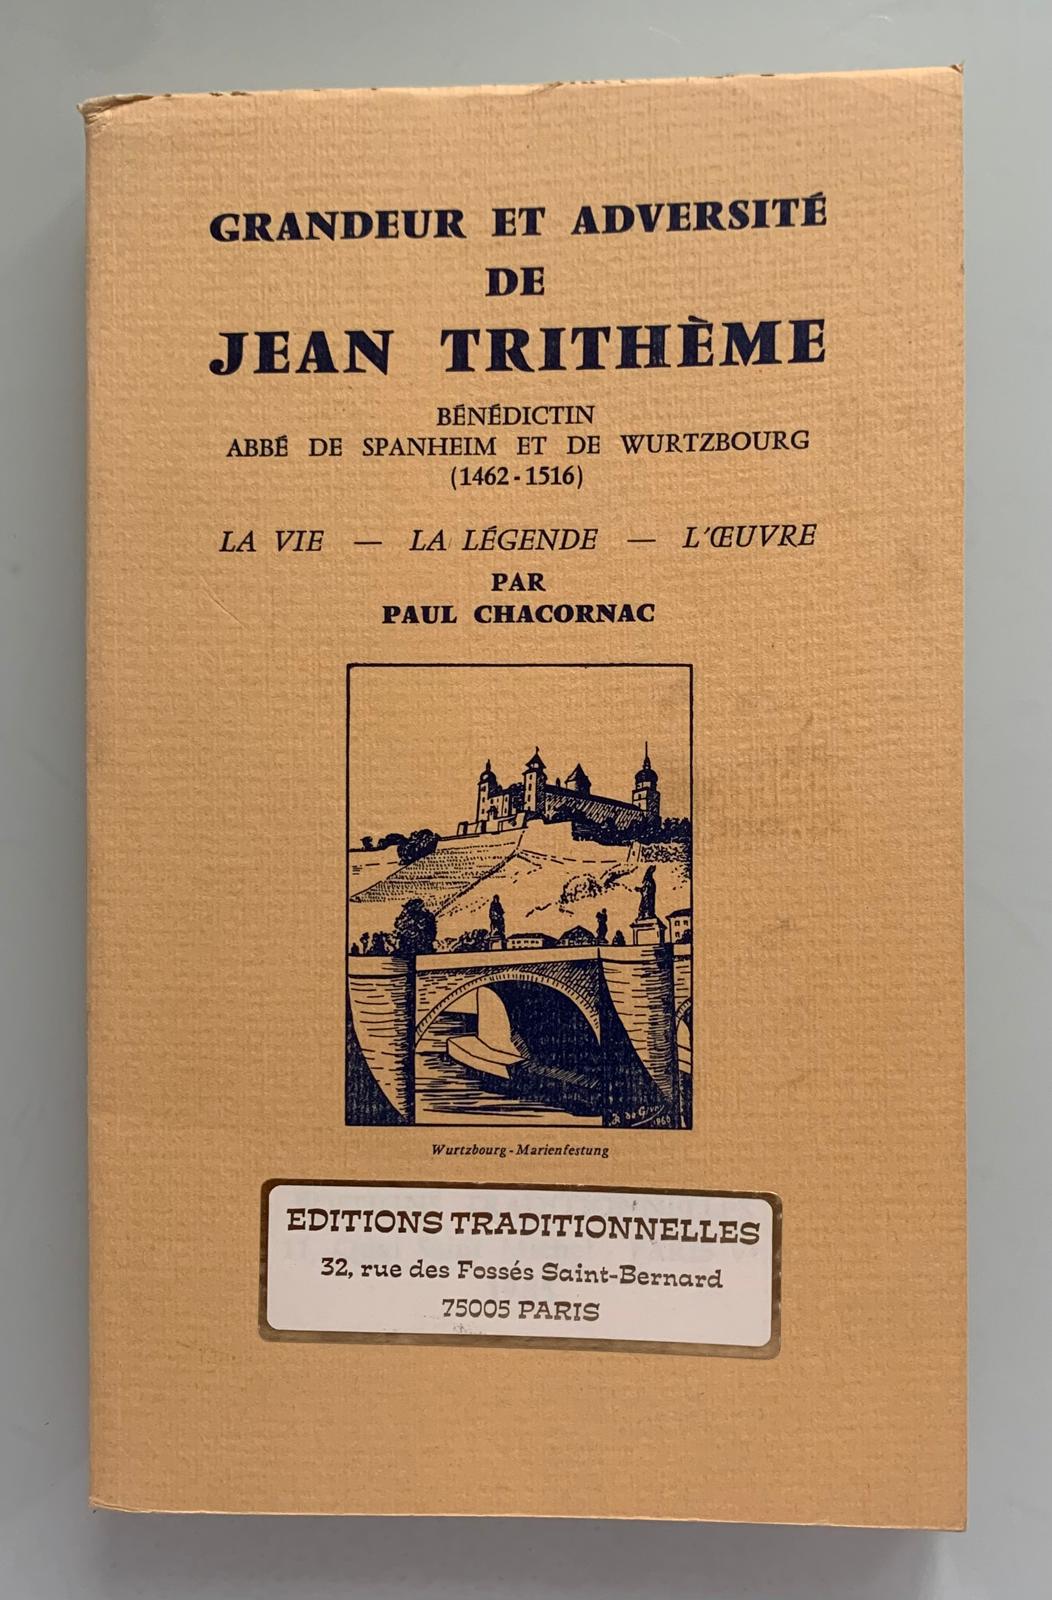 GRANDEUR ET ADVERSITÉ
DE
JEAN TRITHÈME
BÉNÉDICTIN
ABBÉ DE SPANHEIM ET DE WURTZBOURG
(1462-1516)
LA VIE — LA LÉGENDE — L'ŒUVRE
PAR
PAUL CHACORNAC
Wurtzbourg - Marienfestung
EDITIONS TRADITIONNELLES
32, rue des Fossés Saint-Bernard
75005 PARIS